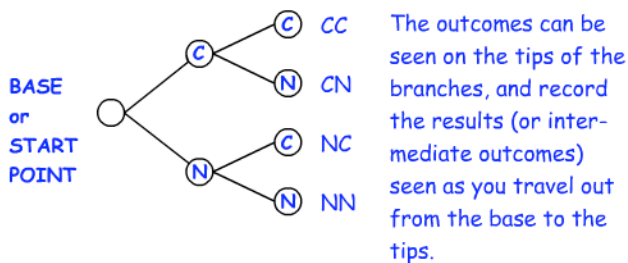 BASE
or
START
POINT
C
N
C
N
C
N
CC
CN
NC
NN
The outcomes can be
seen on the tips of the
branches, and record
the results (or inter-
mediate outcomes)
seen as you travel out
from the base to the
tips.